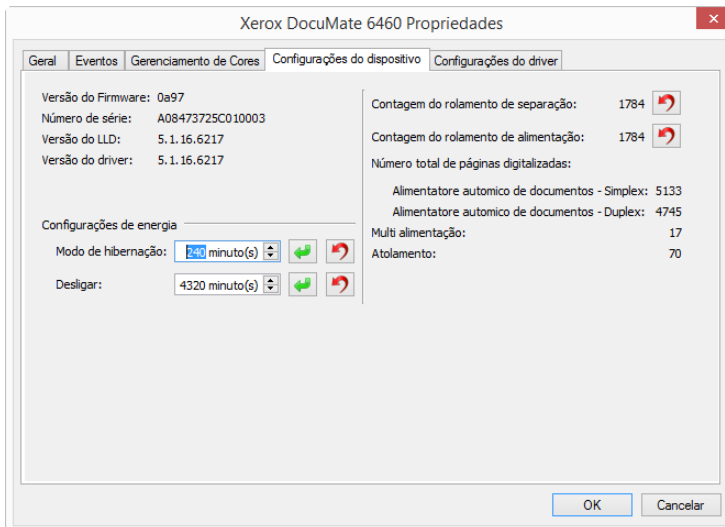 Xerox DocuMate 6460 Propriedades
Geral Eventos Gerenciamento de Cores Configurações do dispositivo Configurações do driver
Versão do Firmware: 0a97
Número de série: A08473725C010003
Versão do LLD: 5.1.16.6217
Versão do driver: 5.1.16.6217
Configurações de energia
Modo de hibernação: 240 minuto(s)
Desligar: 4320 minuto(s)
Contagem do rolamento de separação: 1784
Contagem do rolamento de alimentação: 1784
Número total de páginas digitalizadas:
Alimentatore automico de documentos - Simplex: 5133
Alimentatore automico de documentos - Duplex: 4745
Multi alimentação: 17
Atolamento: 70
OK Cancelar